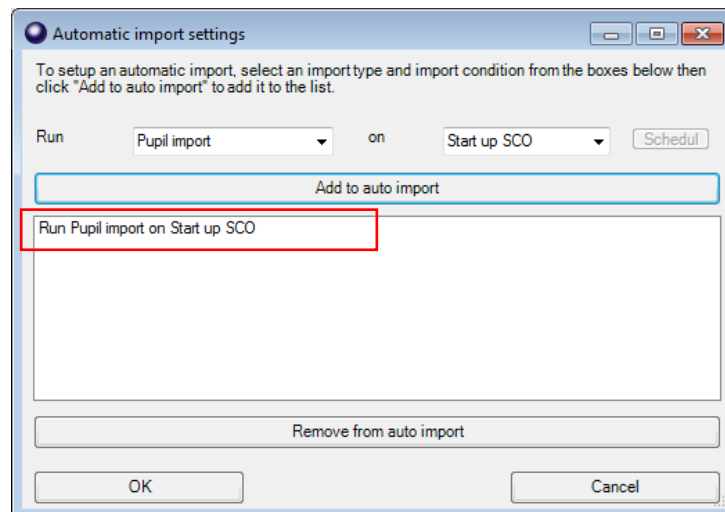 Automatic import settings
To setup an automatic import, select an import type and import condition from the boxes below then
click "Add to auto import" to add it to the list.
Run Pupil import on Start up SCO Schedul
Add to auto import
Run Pupil import on Start up SCO
Remove from auto import
OK Cancel